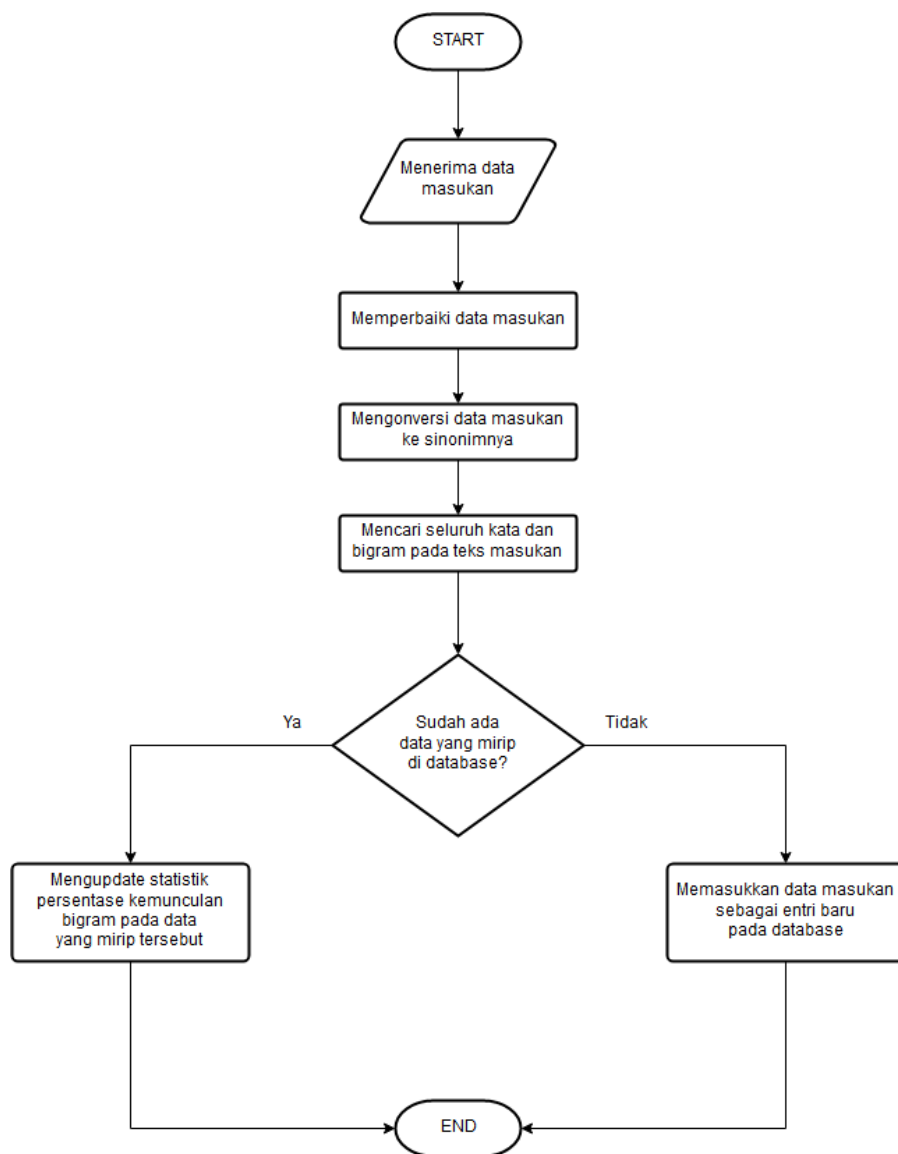 START
Menerima data
masukan
Memperbaiki data masukan
Mengonversi data masukan
ke sinonimnya
Mencari seluruh kata dan
bigram pada teks masukan
Ya
Sudah ada
data yang mirip
di database?
Tidak
Mengupdate statistik
persentase kemunculan
bigram pada data
yang mirip tersebut
Memasukkan data masukan
sebagai entri baru
pada database
END